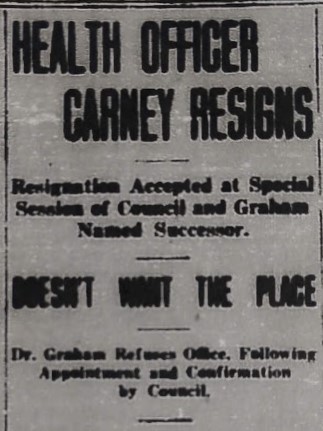 HEALTH OFFICER
CARNEY RESIGNS
Resignation Accepted at Special
Session of Council and Graham
Named Successor.
DOESN'T WANT THE PLACE
Dr. Graham Refuses Office, Following
Appointment and Confirmation
by Council.